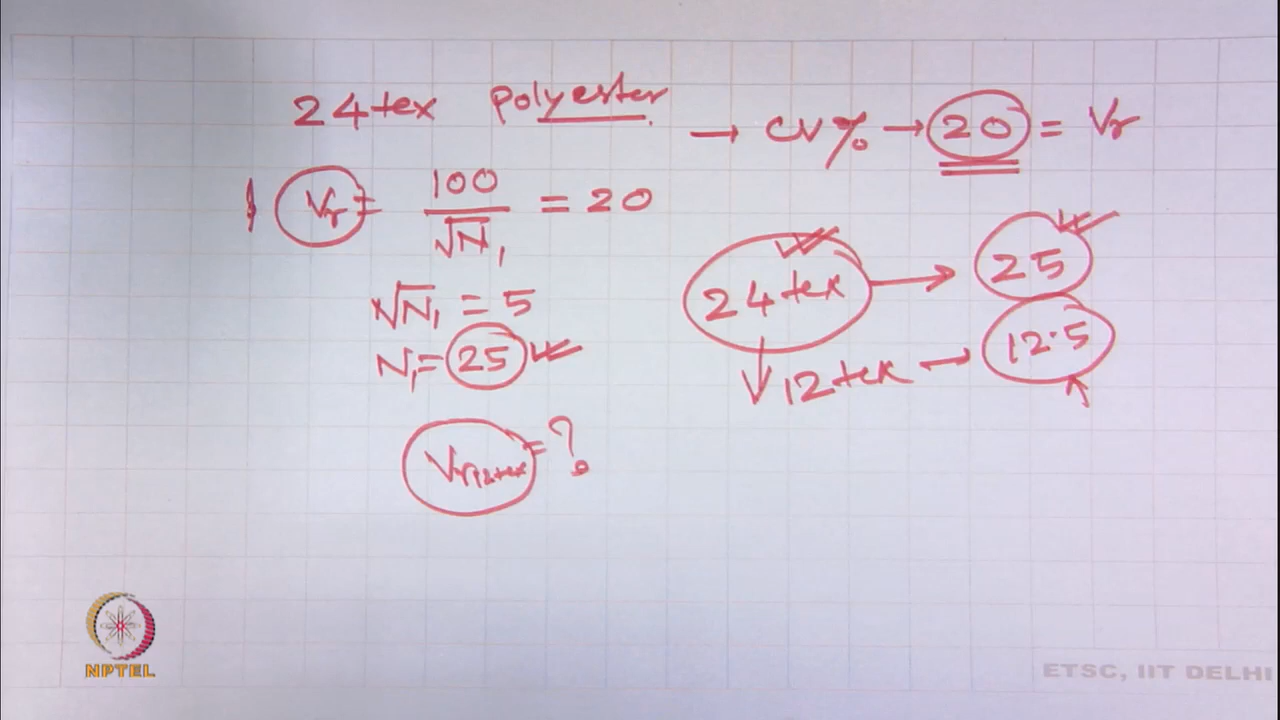 24 tex polyester → CV% → 20 = Vr
Vr = 100/√N₁ = 20
√N₁ = 5
N₁ = 25
24 tex → 25
12 tex → 12.5
Vr12tex = ?
NPTEL
ETSC, IIT DELHI